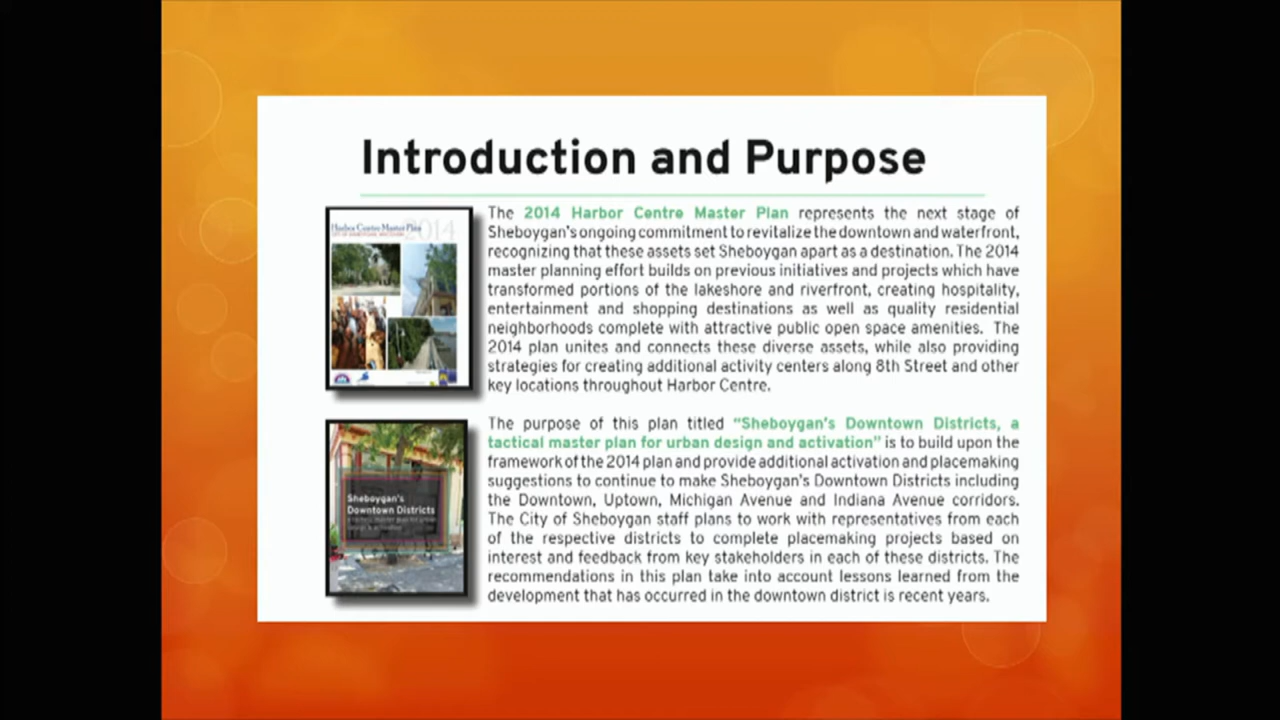 Introduction and Purpose
Harbor Centre Master Plan
2014
The 2014 Harbor Centre Master Plan represents the next stage of
Sheboygan's ongoing commitment to revitalize the downtown and waterfront,
recognizing that these assets set Sheboygan apart as a destination. The 2014
master planning effort builds on previous initiatives and projects which have
transformed portions of the lakeshore and riverfront, creating hospitality,
entertainment and shopping destinations as well as quality residential
neighborhoods complete with attractive public open space amenities. The
2014 plan unites and connects these diverse assets, while also providing
strategies for creating additional activity centers along 8th Street and other
key locations throughout Harbor Centre.
Sheboygan's
Downtown Districts
The purpose of this plan titled "Sheboygan's Downtown Districts, a
tactical master plan for urban design and activation" is to build upon the
framework of the 2014 plan and provide additional activation and placemaking
suggestions to continue to make Sheboygan's Downtown Districts including
the Downtown, Uptown, Michigan Avenue and Indiana Avenue corridors.
The City of Sheboygan staff plans to work with representatives from each
of the respective districts to complete placemaking projects based on
interest and feedback from key stakeholders in each of these districts. The
recommendations in this plan take into account lessons learned from the
development that has occurred in the downtown district is recent years.